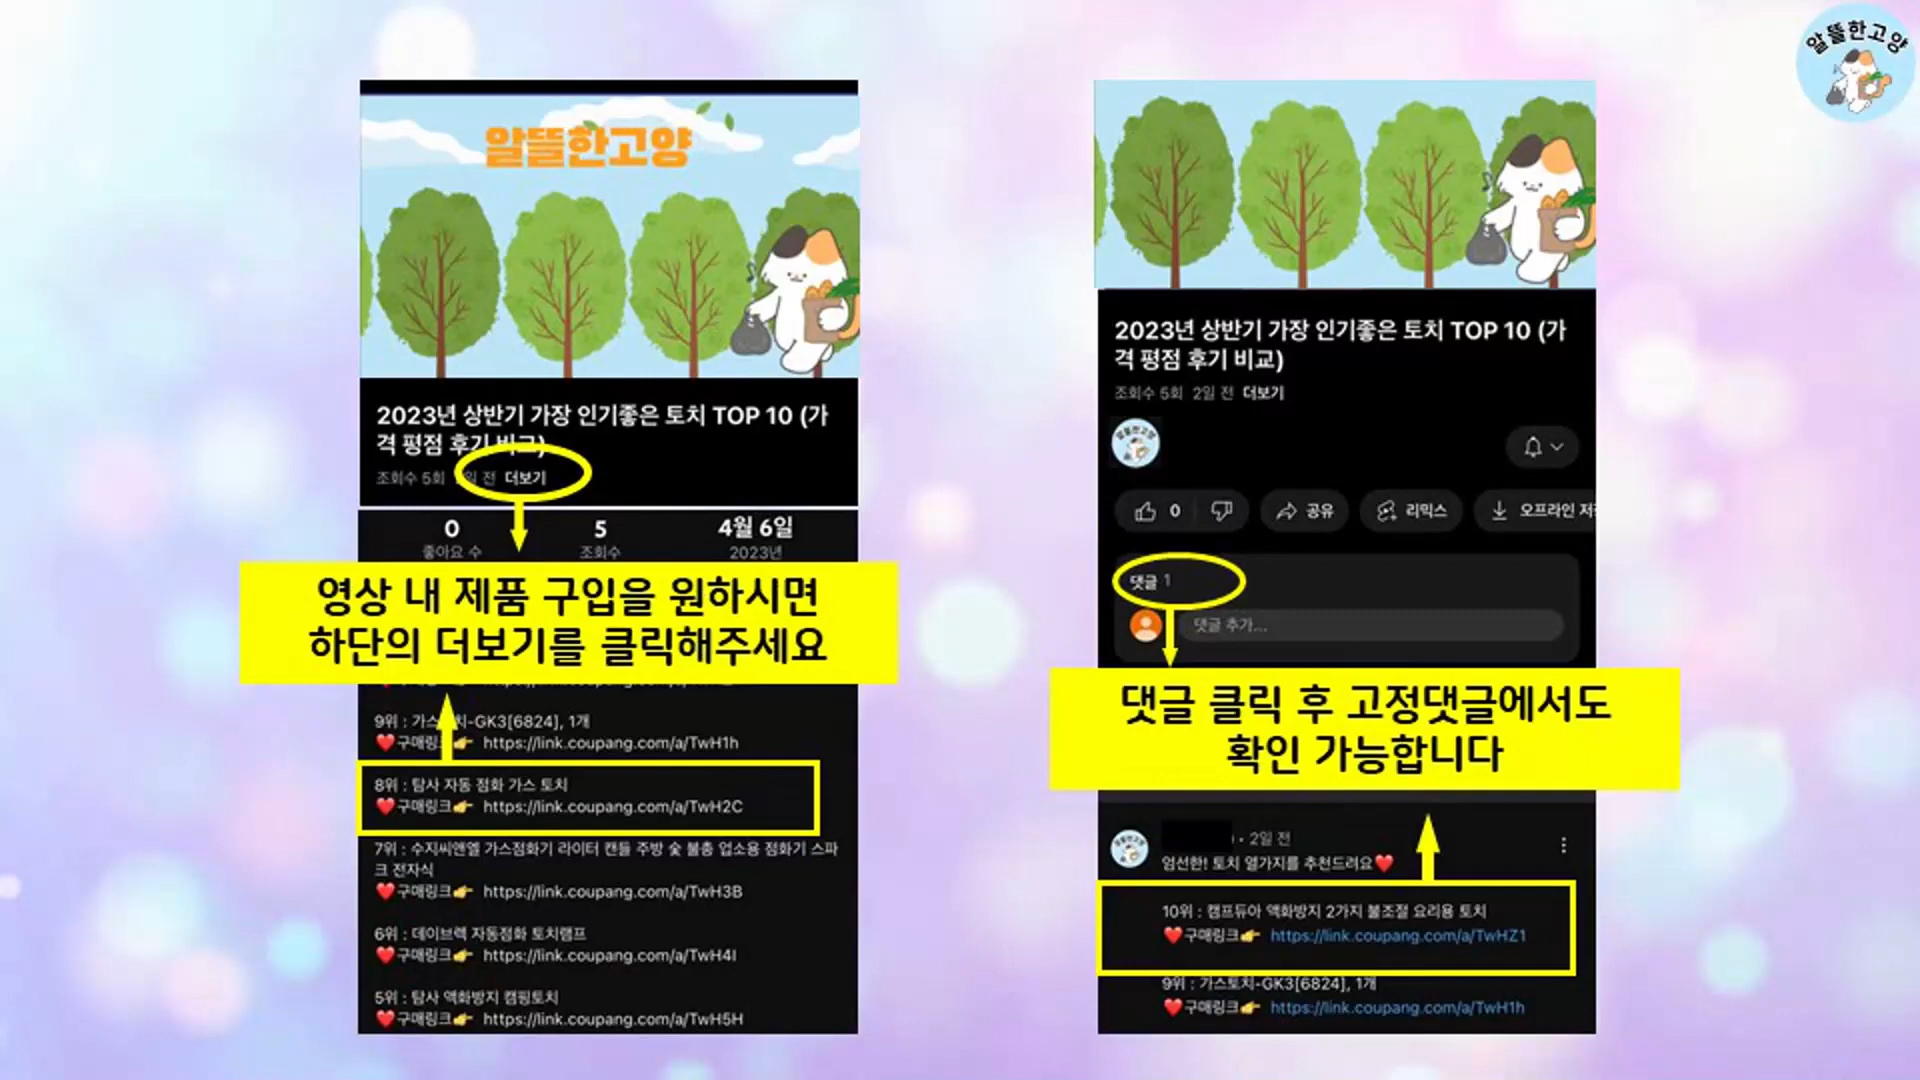 알뜰한고양
알뜰한고양
2023년 상반기 가장 인기좋은 토치 TOP 10 (가
격 평점 후기 비교)
조회수 5회 일 전 더보기
0 5 4월 6일
좋아요 수 조회수 2023년
영상 내 제품 구입을 원하시면
하단의 더보기를 클릭해주세요
9위 : 가스토치-GK3[6824], 1개
❤️구매링크👉 https://link.coupang.com/a/TwH1h
8위 : 탐사 자동 점화 가스 토치
❤️구매링크👉 https://link.coupang.com/a/TwH2C
7위 : 수지씨앤엘 가스점화기 라이터 캔들 주방 숯 불총 업소용 점화기 스파
크 전자식
❤️구매링크👉 https://link.coupang.com/a/TwH3B
6위 : 데이브렉 자동점화 토치램프
❤️구매링크👉 https://link.coupang.com/a/TwH4I
5위 : 탐사 액화방지 캠핑토치
❤️구매링크👉 https://link.coupang.com/a/TwH5H
2023년 상반기 가장 인기좋은 토치 TOP 10 (가
격 평점 후기 비교)
조회수 5회 2일 전 더보기
알뜰한고양
0 공유 리믹스 오프라인 저
댓글 1
댓글 추가...
댓글 클릭 후 고정댓글에서도
확인 가능합니다
알뜰한고양
• 2일 전
엄선한! 토치 열가지를 추천드려요❤️
10위 : 캠프듀아 액화방지 2가지 불조절 요리용 토치
❤️구매링크👉 https://link.coupang.com/a/TwHZ1
9위 : 가스토치-GK3[6824], 1개
❤️구매링크👉 https://link.coupang.com/a/TwH1h